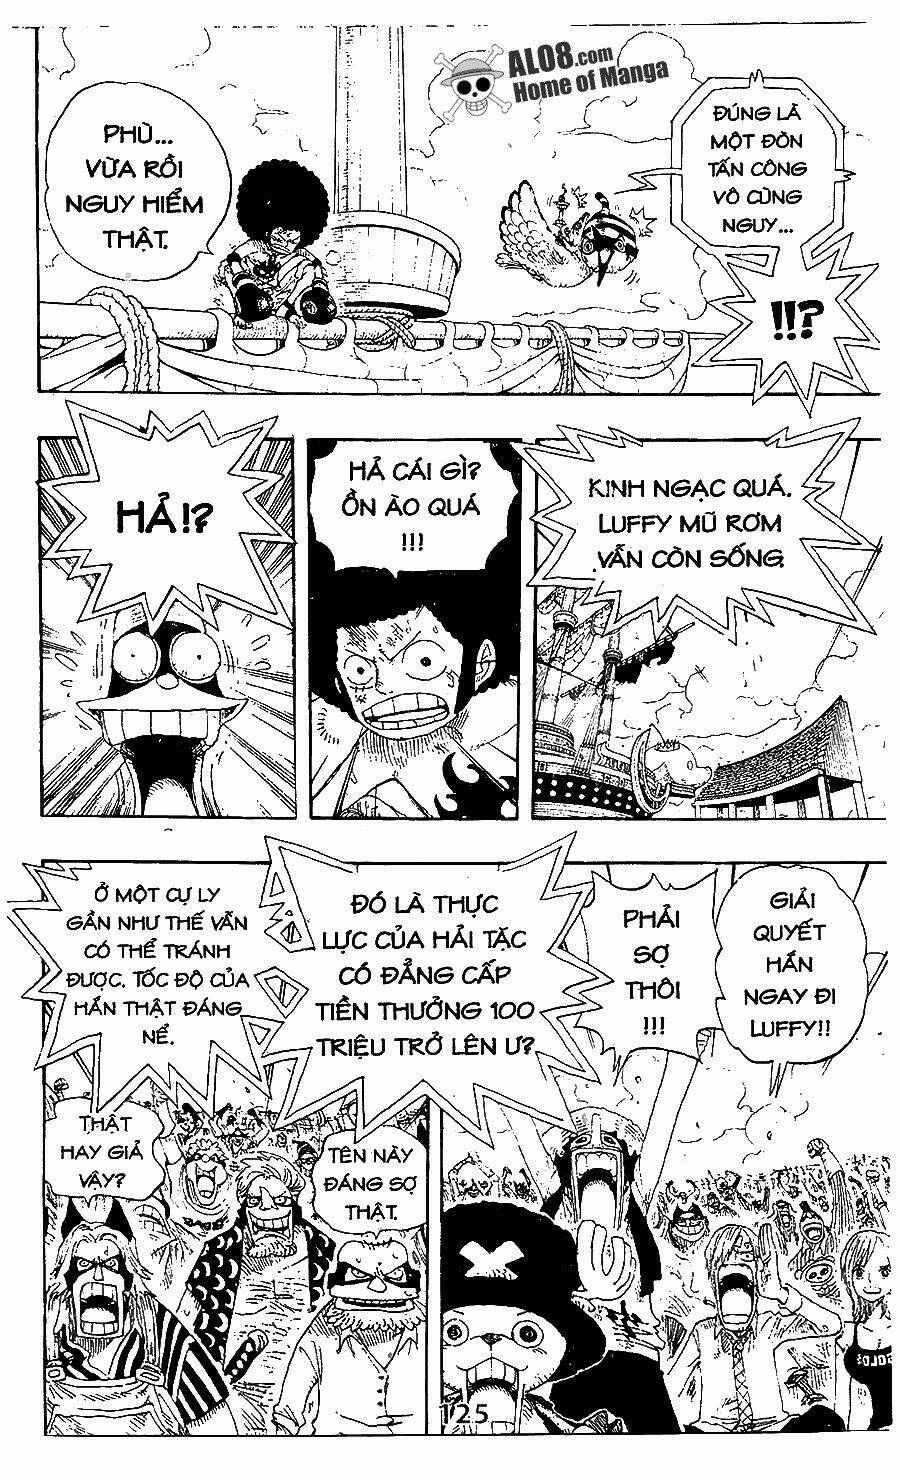 ALO8.com
Home of Manga
PHÙ...
VỪA RỒI
NGUY HIỂM
THẬT.
ĐÚNG LÀ
MỘT ĐÒN
TẤN CÔNG
VÔ CÙNG
NGUY...
!!?
HẢ!?
HẢ CÁI GÌ?
ỒN ÀO QUÁ
!!!
KINH NGẠC QUÁ.
LUFFY MŨ RƠM
VẪN CÒN SỐNG.
Ở MỘT CỰ LY
GẦN NHƯ THẾ VẪN
CÓ THỂ TRÁNH
ĐƯỢC. TỐC ĐỘ CỦA
HẮN THẬT ĐÁNG
NỂ.
ĐÓ LÀ THỰC
LỰC CỦA HẢI TẶC
CÓ ĐẲNG CẤP
TIỀN THƯỞNG 100
TRIỆU TRỞ LÊN Ư?
PHẢI
SỢ
THÔI
!!!
GIẢI
QUYẾT
HẮN
NGAY ĐI
LUFFY!!
THẬT
HAY GIẢ
VẬY?
TÊN NÀY
ĐÁNG SỢ
THẬT.
125